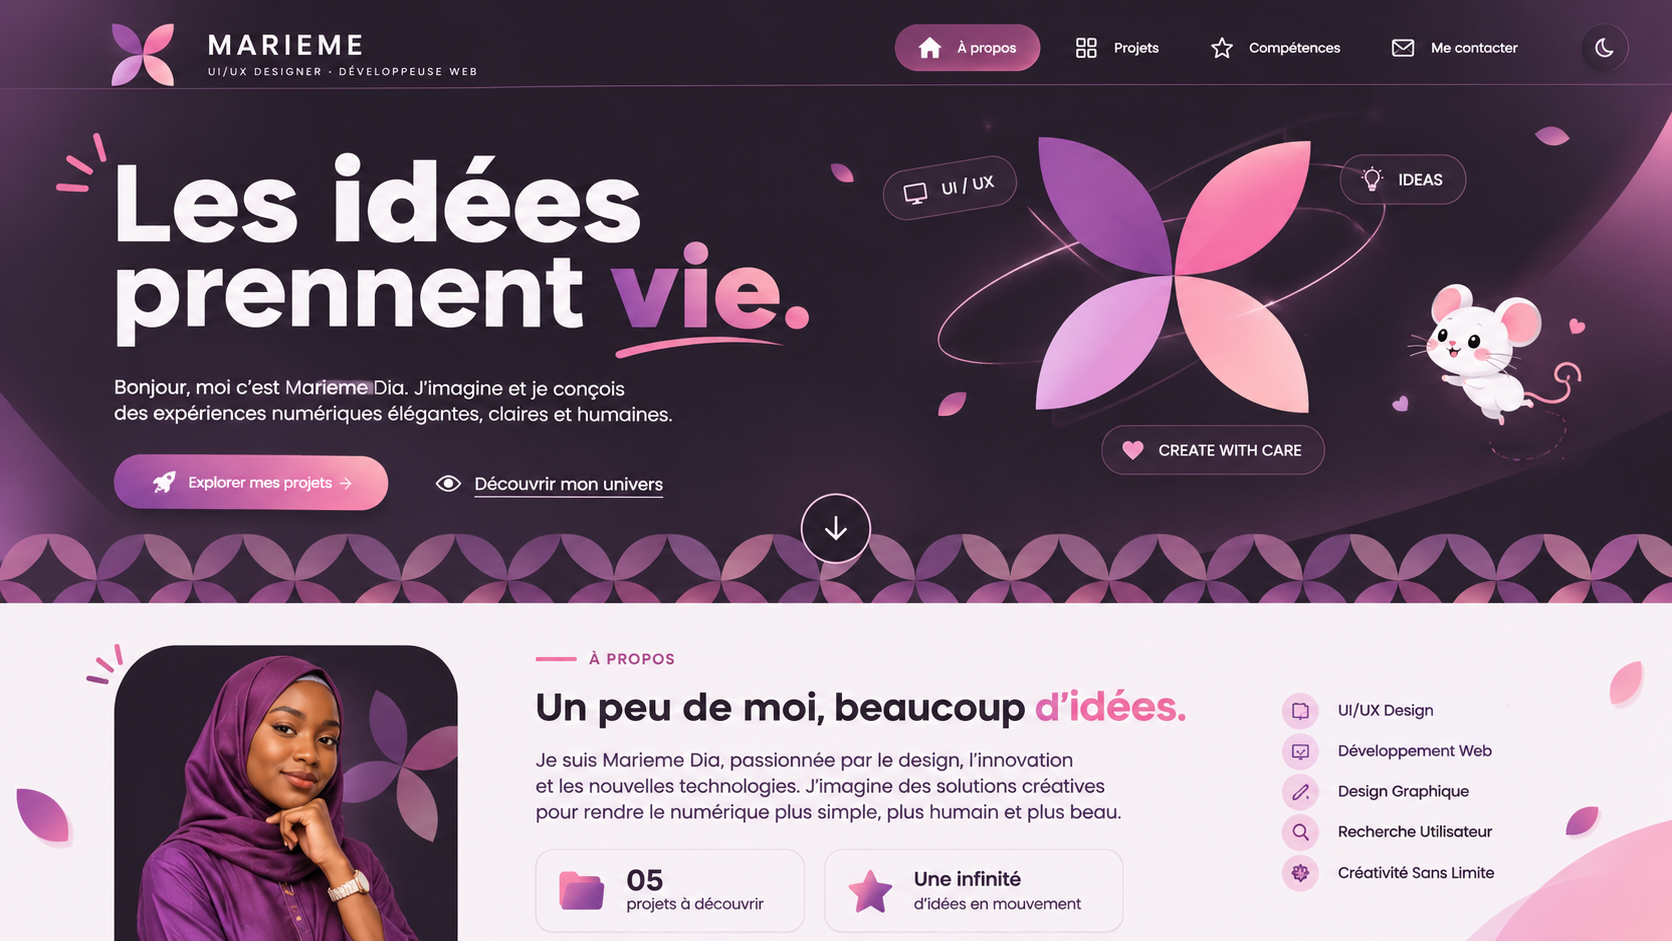 MARIEME
UI/UX DESIGNER · DÉVELOPPEUSE WEB
À propos
Projets
Compétences
Me contacter
Les idées
prennent vie.
Bonjour, moi c’est Marieme Dia. J’imagine et je conçois
des expériences numériques élégantes, claires et humaines.
Explorer mes projets →
Découvrir mon univers
UI / UX
IDEAS
CREATE WITH CARE
À PROPOS
Un peu de moi, beaucoup d’idées.
Je suis Marieme Dia, passionnée par le design, l’innovation
et les nouvelles technologies. J’imagine des solutions créatives
pour rendre le numérique plus simple, plus humain et plus beau.
05
projets à découvrir
Une infinité
d’idées en mouvement
UI/UX Design
Développement Web
Design Graphique
Recherche Utilisateur
Créativité Sans Limite